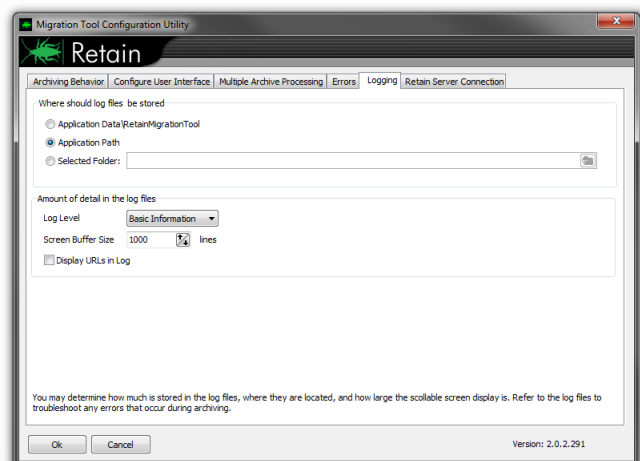 Migration Tool Configuration Utility
Retain
Archiving Behavior Configure User Interface Multiple Archive Processing Errors Logging Retain Server Connection
Where should log files be stored
Application Data\RetainMigrationTool
Application Path
Selected Folder:
Amount of detail in the log files
Log Level Basic Information
Screen Buffer Size 1000 lines
Display URLs in Log
You may determine how much is stored in the log files, where they are located, and how large the scollable screen display is. Refer to the log files to
troubleshoot any errors that occur during archiving.
Ok Cancel Version: 2.0.2.291